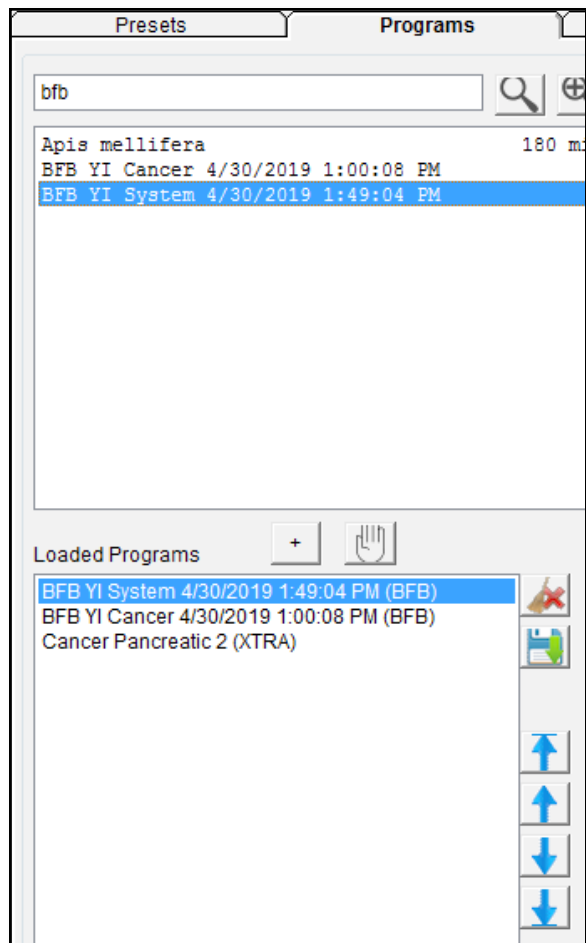 Presets Programs
bfb
Apis mellifera 180
BFB YI Cancer 4/30/2019 1:00:08 PM
BFB YI System 4/30/2019 1:49:04 PM
+
Loaded Programs
BFB YI System 4/30/2019 1:49:04 PM (BFB)
BFB YI Cancer 4/30/2019 1:00:08 PM (BFB)
Cancer Pancreatic 2 (XTRA)